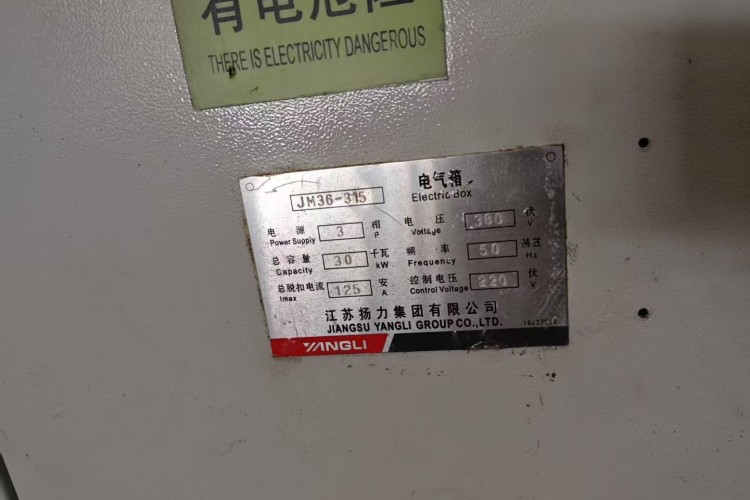 有电危险
THERE IS ELECTRICITY DANGEROUS
JM36-315 电气箱
Electric Box
电源 3 相 电压 380 伏
Power Supply P Voltage V
总容量 30 千瓦 频率 50 赫兹
Capacity kW Frequency Hz
总脱扣电流 125 安 控制电压 220 伏
Imax A Control Voltage V
江苏扬力集团有限公司
JIANGSU YANGLI GROUP CO.,LTD.
YANGLI